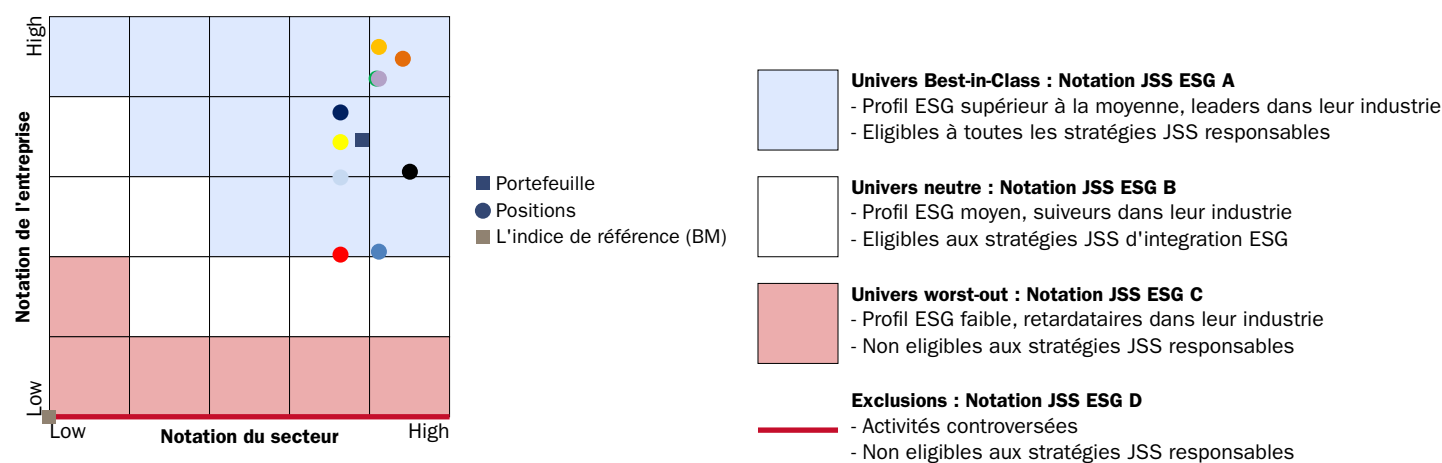 High
Notation de l'entreprise
Low
Low
Notation du secteur
High
Portefeuille
Positions
L'indice de référence (BM)
Univers Best-in-Class : Notation JSS ESG A
- Profil ESG supérieur à la moyenne, leaders dans leur industrie
- Eligibles à toutes les stratégies JSS responsables
Univers neutre : Notation JSS ESG B
- Profil ESG moyen, suiveurs dans leur industrie
- Eligibles aux stratégies JSS d'integration ESG
Univers worst-out : Notation JSS ESG C
- Profil ESG faible, retardataires dans leur industrie
- Non eligibles aux stratégies JSS responsables
Exclusions : Notation JSS ESG D
- Activités controversées
- Non eligibles aux stratégies JSS responsables